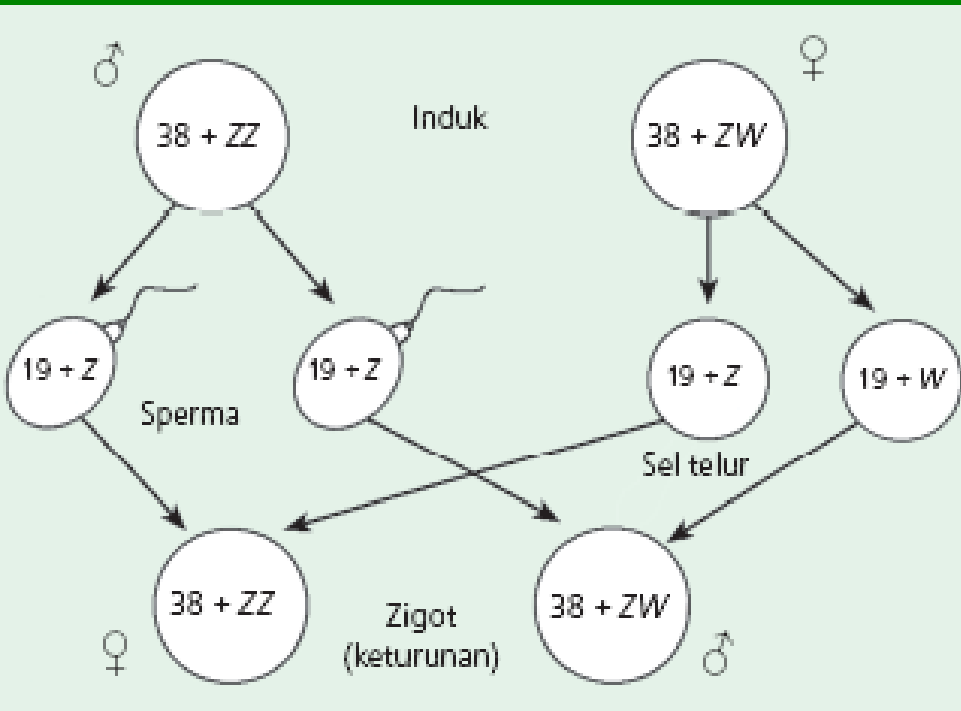 ♂
♀
38 + ZZ
Induk
38 + ZW
19 + Z
19 + Z
19 + Z
19 + W
Sperma
Sel telur
38 + ZZ
38 + ZW
Zigot
(keturunan)
♀
♂